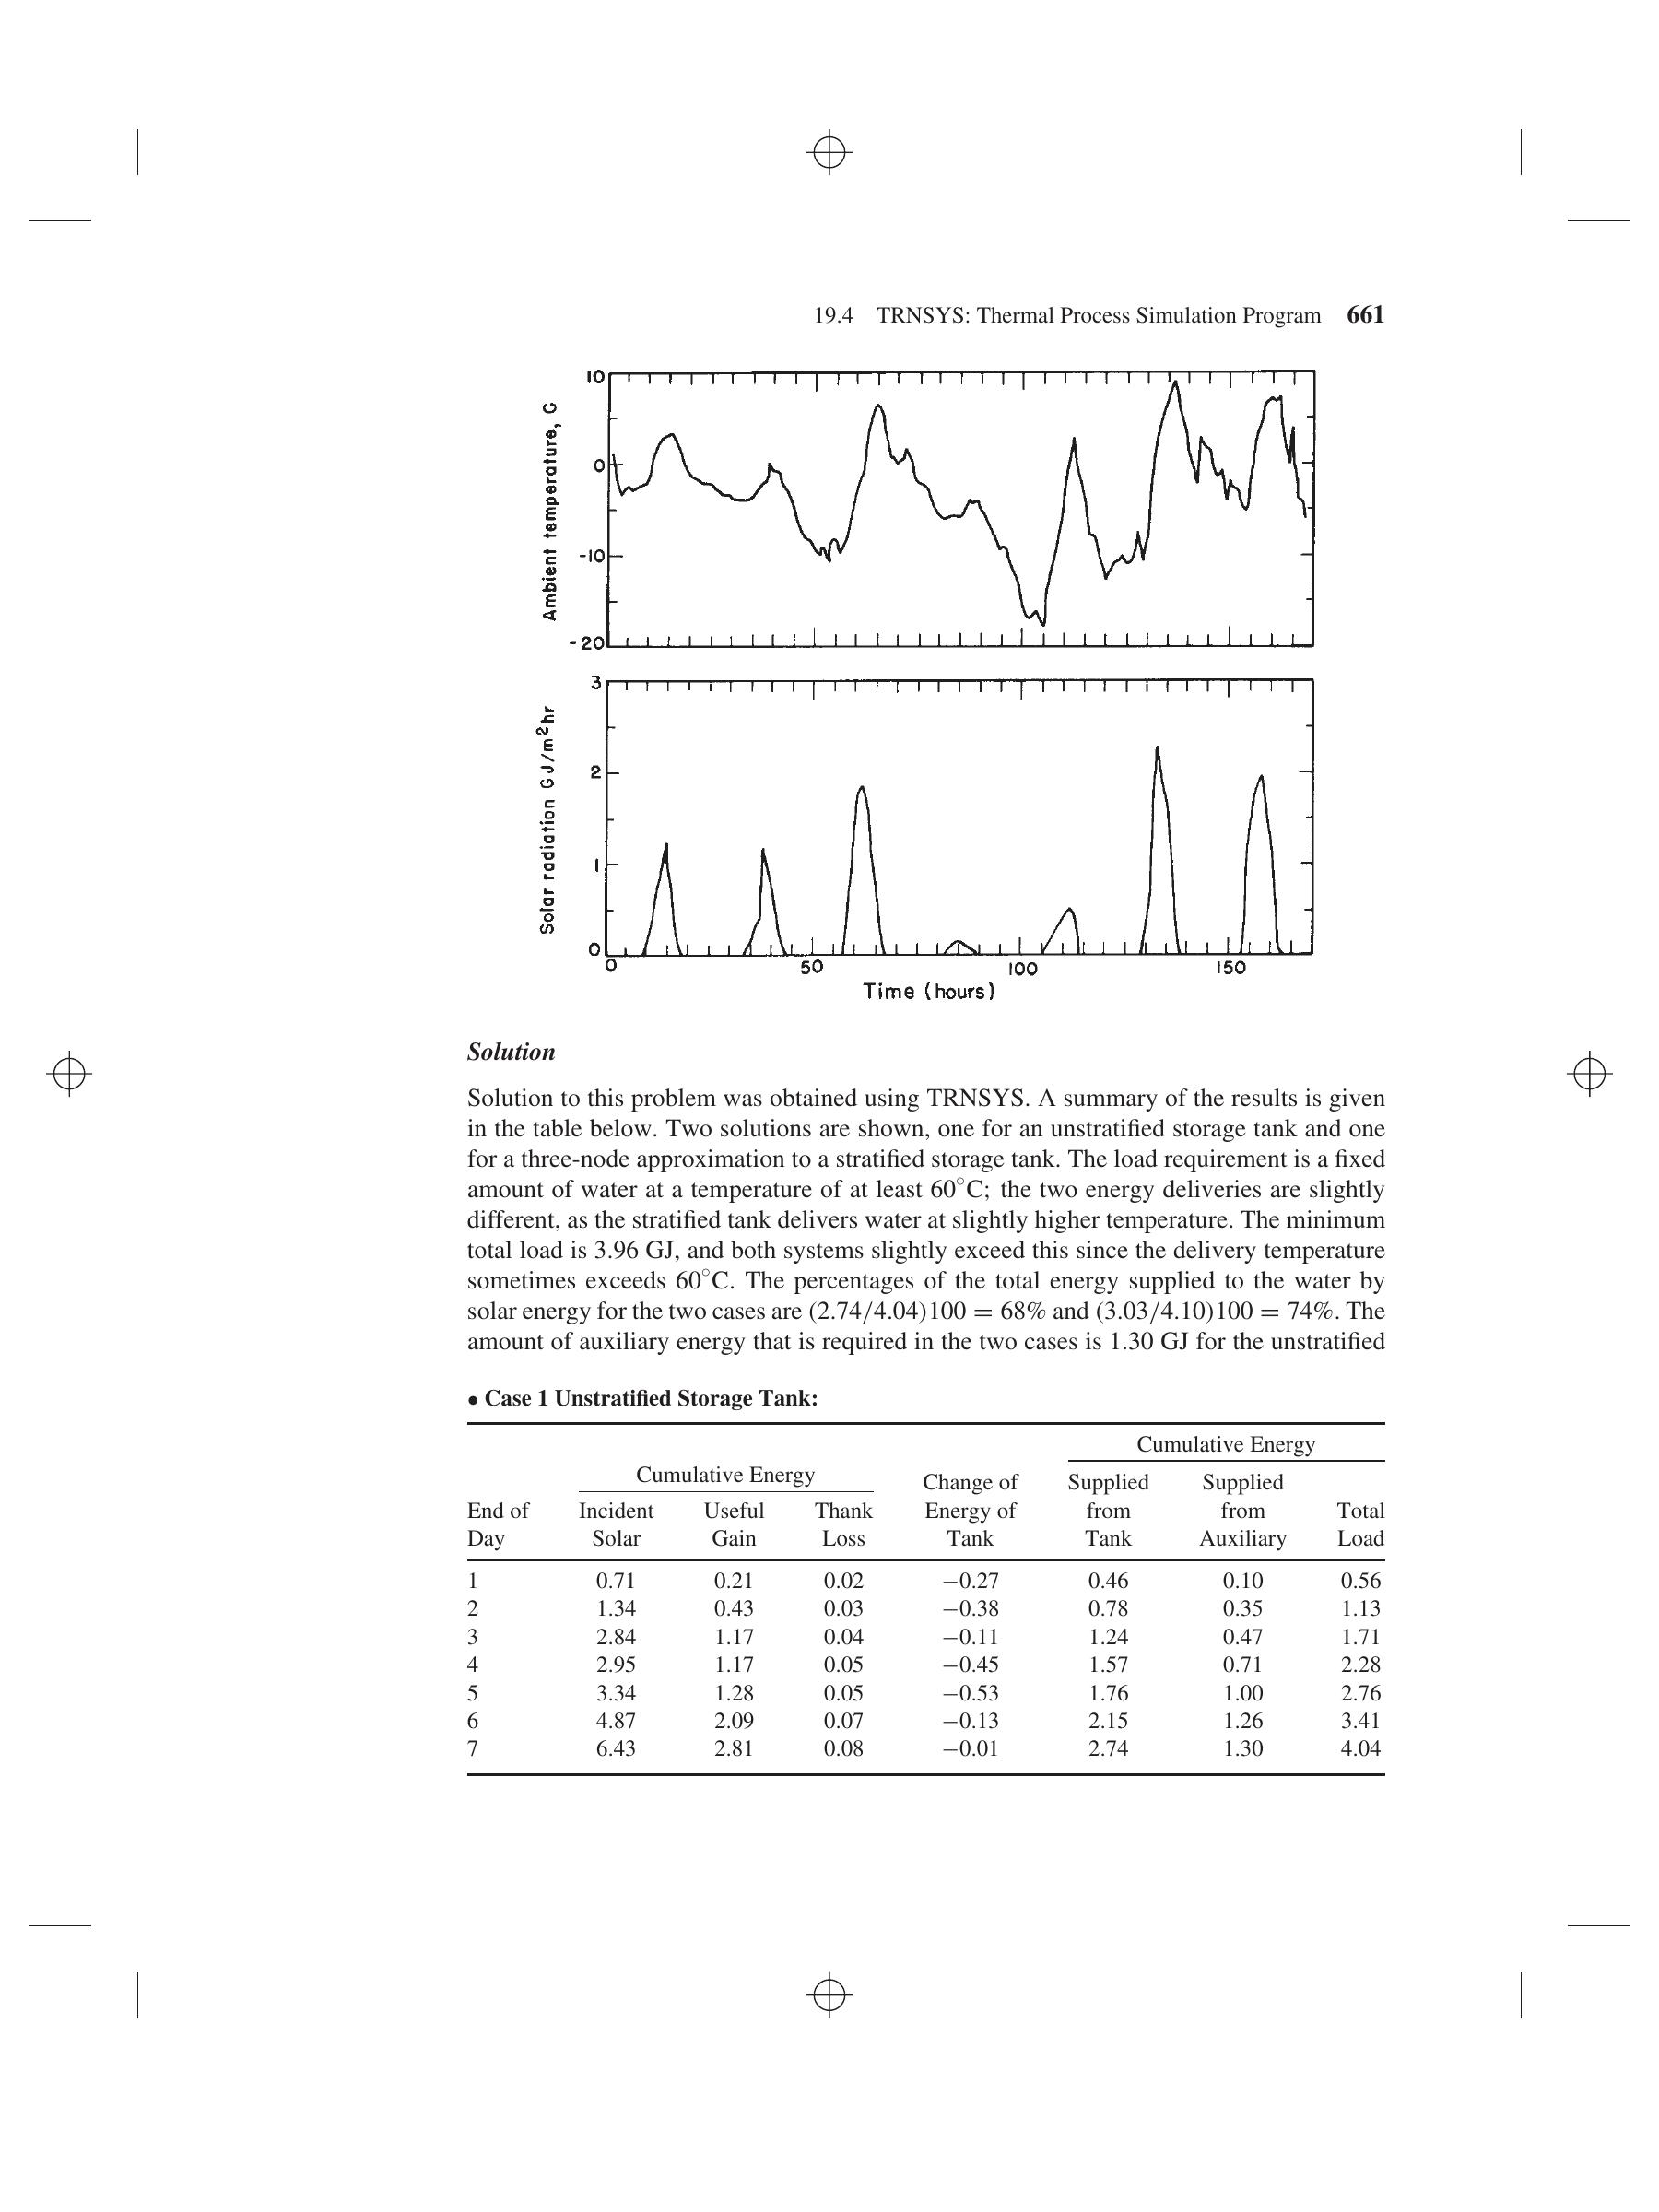 19.4 TRNSYS: Thermal Process Simulation Program 661
10
0
-10
-20
Ambient temperature, C
3
2
1
0
Solar radiation GJ/m²hr
0 50 100 150
Time (hours)
Solution
Solution to this problem was obtained using TRNSYS. A summary of the results is given
in the table below. Two solutions are shown, one for an unstratified storage tank and one
for a three-node approximation to a stratified storage tank. The load requirement is a fixed
amount of water at a temperature of at least 60°C; the two energy deliveries are slightly
different, as the stratified tank delivers water at slightly higher temperature. The minimum
total load is 3.96 GJ, and both systems slightly exceed this since the delivery temperature
sometimes exceeds 60°C. The percentages of the total energy supplied to the water by
solar energy for the two cases are (2.74/4.04)100 = 68% and (3.03/4.10)100 = 74%. The
amount of auxiliary energy that is required in the two cases is 1.30 GJ for the unstratified
• Case 1 Unstratified Storage Tank:
Cumulative Energy
Cumulative Energy Change of Supplied Supplied
End of Incident Useful Thank Energy of from from Total
Day Solar Gain Loss Tank Tank Auxiliary Load
1 0.71 0.21 0.02 −0.27 0.46 0.10 0.56
2 1.34 0.43 0.03 −0.38 0.78 0.35 1.13
3 2.84 1.17 0.04 −0.11 1.24 0.47 1.71
4 2.95 1.17 0.05 −0.45 1.57 0.71 2.28
5 3.34 1.28 0.05 −0.53 1.76 1.00 2.76
6 4.87 2.09 0.07 −0.13 2.15 1.26 3.41
7 6.43 2.81 0.08 −0.01 2.74 1.30 4.04